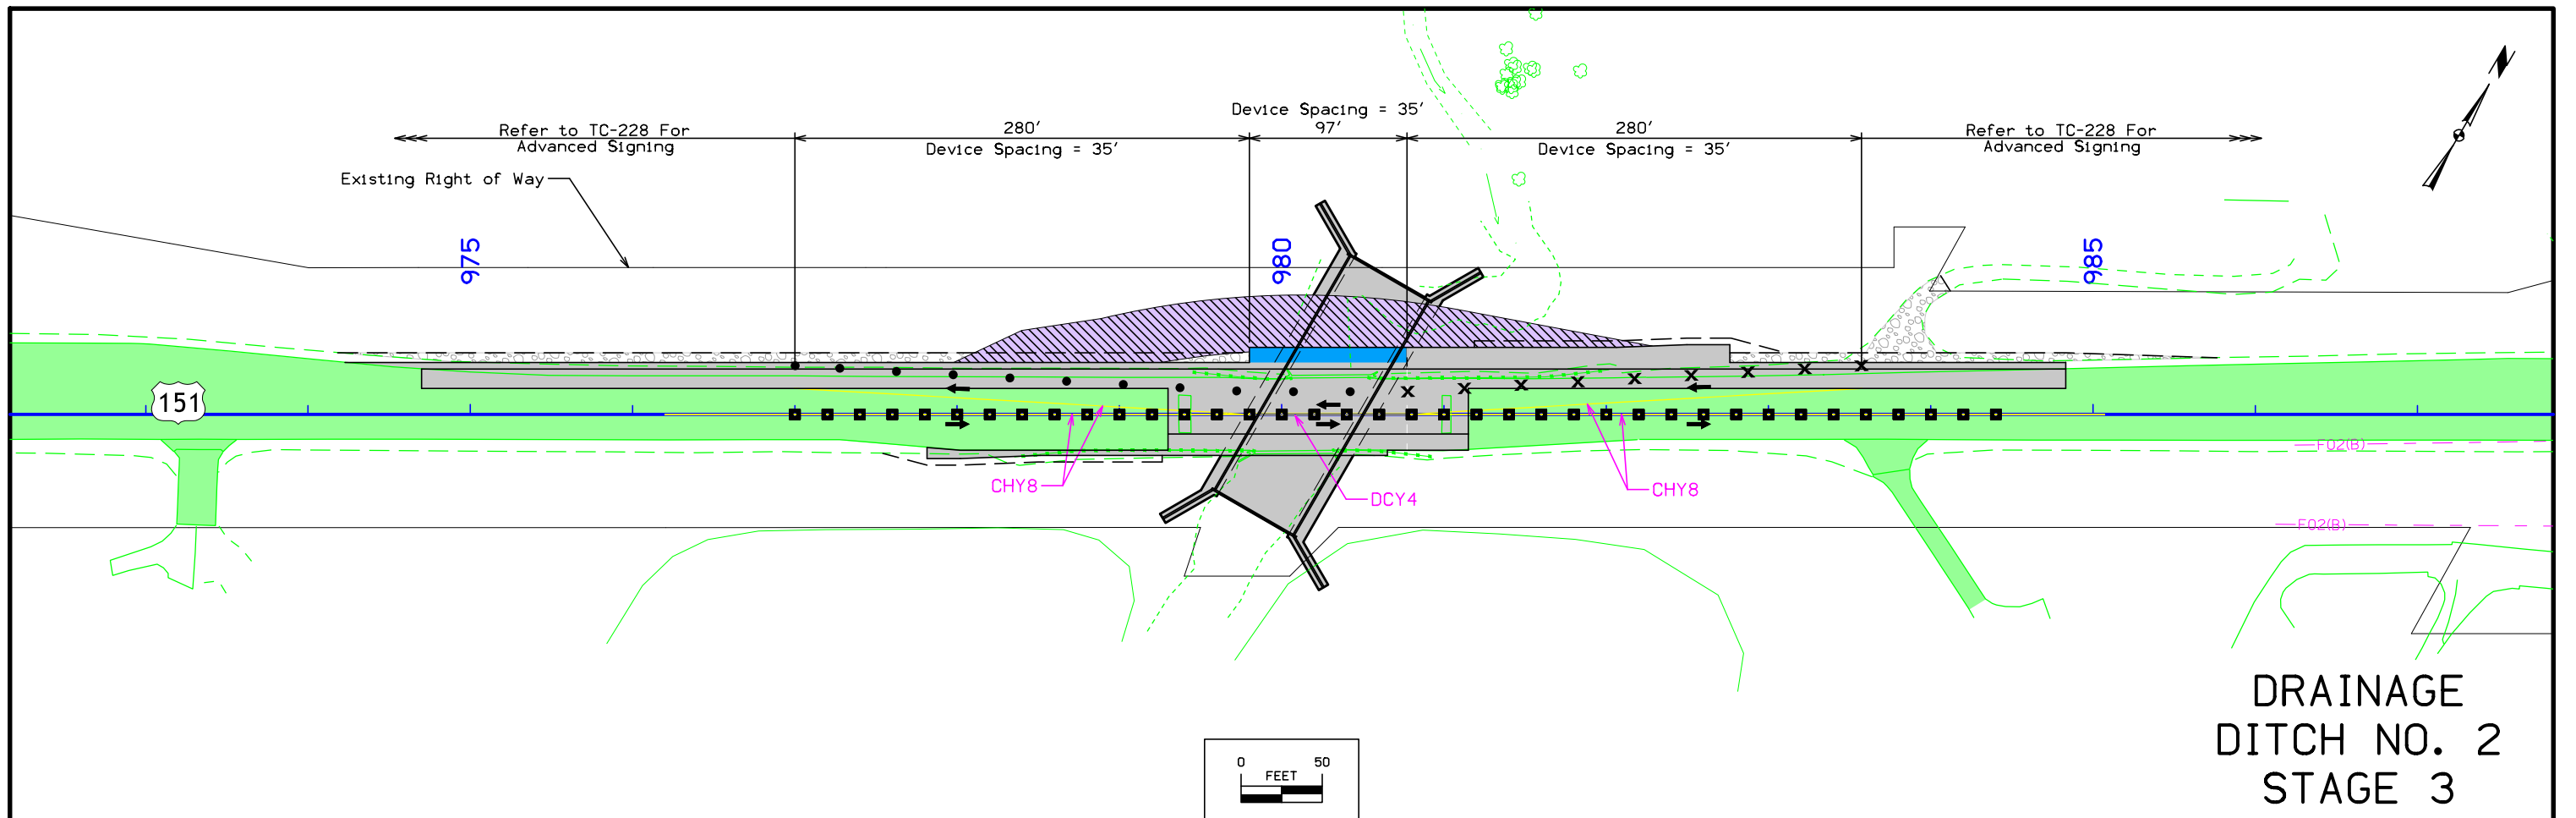 Device Spacing = 35'
Refer to TC-228 For
Advanced Signing
280'
Device Spacing = 35'
97'
280'
Device Spacing = 35'
Refer to TC-228 For
Advanced Signing
N
Existing Right of Way
975
980
985
151
CHY8
DCY4
CHY8
FO2(B)
FO2(B)
0 50
FEET
DRAINAGE
DITCH NO. 2
STAGE 3